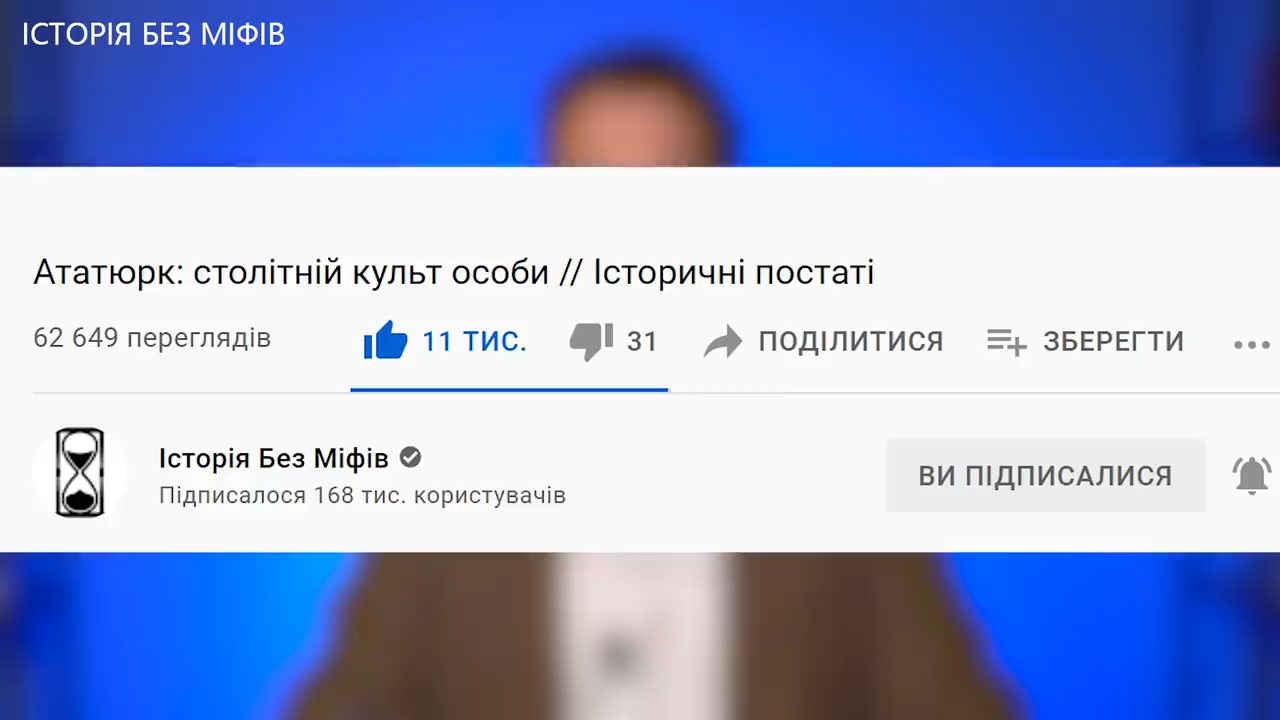 ІСТОРІЯ БЕЗ МІФІВ
Ататюрк: столітній культ особи // Історичні постаті
62 649 переглядів 11 ТИС. 31 ПОДІЛИТИСЯ ЗБЕРЕГТИ
Історія Без Міфів
Підписалося 168 тис. користувачів
ВИ ПІДПИСАЛИСЯ